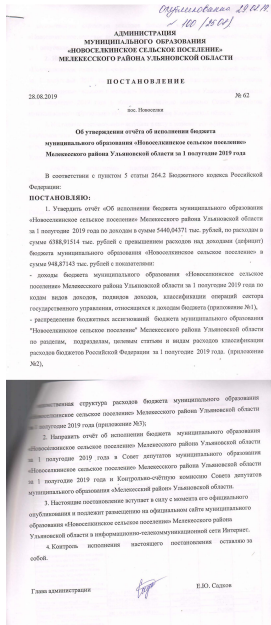 Опубликовано 29.08.19
№ 100 (2501)
АДМИНИСТРАЦИЯ
МУНИЦИПАЛЬНОГО ОБРАЗОВАНИЯ
«НОВОСЕЛКИНСКОЕ СЕЛЬСКОЕ ПОСЕЛЕНИЕ»
МЕЛЕКЕССКОГО РАЙОНА УЛЬЯНОВСКОЙ ОБЛАСТИ
П О С Т А Н О В Л Е Н И Е
28.08.2019 № 62
пос. Новоселки
Об утверждении отчёта об исполнения бюджета
муниципального образования «Новоселкинское сельское поселение»
Мелекесского района Ульяновской области за 1 полугодие 2019 года
В соответствии с пунктом 5 статьи 264.2 Бюджетного кодекса Российской
Федерации:
ПОСТАНОВЛЯЮ:
1. Утвердить отчёт «Об исполнении бюджета муниципального образования
«Новоселкинское сельское поселение» Мелекесского района Ульяновской области
за 1 полугодие 2019 года по доходам в сумме 5440,04371 тыс. рублей, по расходам в
сумме 6388,91514 тыс. рублей с превышением расходов над доходами (дефицит)
бюджета муниципального образования «Новоселкинское сельское поселение» в
сумме 948,87143 тыс. рублей с показателями:
- доходы бюджета муниципального образования «Новоселкинское сельское
поселение» Мелекесского района Ульяновской области за 1 полугодие 2019 года по
кодам видов доходов, подвидов доходов, классификации операций сектора
государственного управления, относящихся к доходам бюджета (приложение №1),
- распределение бюджетных ассигнований бюджета муниципального образования
"Новоселкинское сельское поселение" Мелекесского района Ульяновской области
по разделам, подразделам, целевым статьям и видам расходов классификации
расходов бюджетов Российской Федерации за 1 полугодие 2019 года. (приложение
№2),
структура расходов бюджета муниципального образования
«Новоселкинское сельское поселение» Мелекесского района Ульяновской области
за 1 полугодие 2019 года (приложение №3);
2. Направить отчёт об исполнении бюджета муниципального образования
«Новоселкинское сельское поселение» Мелекесского района Ульяновской области
за 1 полугодие 2019 года в Совет депутатов муниципального образования
«Новоселкинское сельское поселение» Мелекесского района Ульяновской области
за 1 полугодие 2019 года и Контрольно-счётную комиссию Совета депутатов
муниципального образования «Мелекесский район» Ульяновской области.
3. Настоящие постановление вступает в силу с момента его официального
опубликования и подлежит размещению на официальном сайте муниципального
образования «Новоселкинское сельское поселение» Мелекесского района
Ульяновской области в информационно-телекоммуникационной сети Интернет.
4.Контроль исполнения настоящего постановления оставляю за
собой.
Глава администрации Е.Ю. Садков